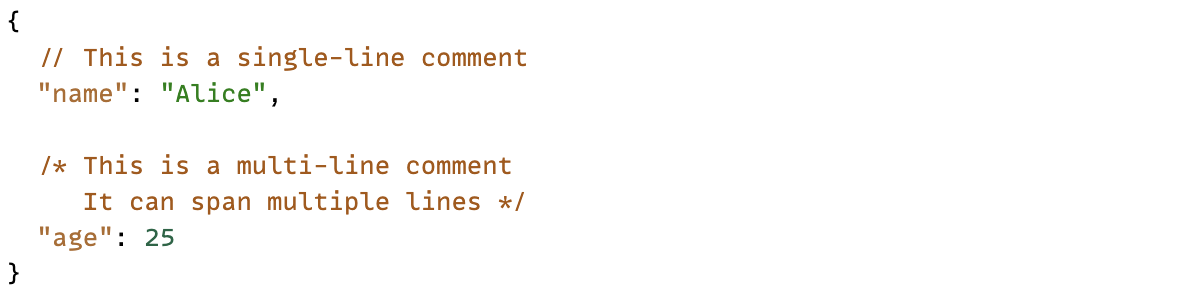 {
  // This is a single-line comment
  "name": "Alice",

  /* This is a multi-line comment
     It can span multiple lines */
  "age": 25
}